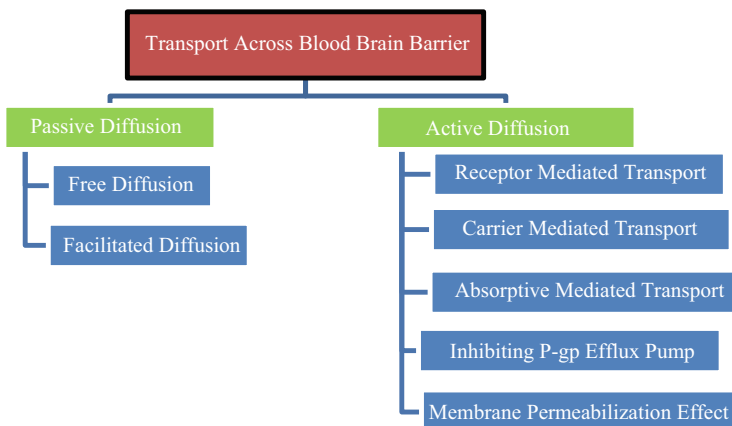 Transport Across Blood Brain Barrier
Passive Diffusion
Free Diffusion
Facilitated Diffusion
Active Diffusion
Receptor Mediated Transport
Carrier Mediated Transport
Absorptive Mediated Transport
Inhibiting P-gp Efflux Pump
Membrane Permeabilization Effect